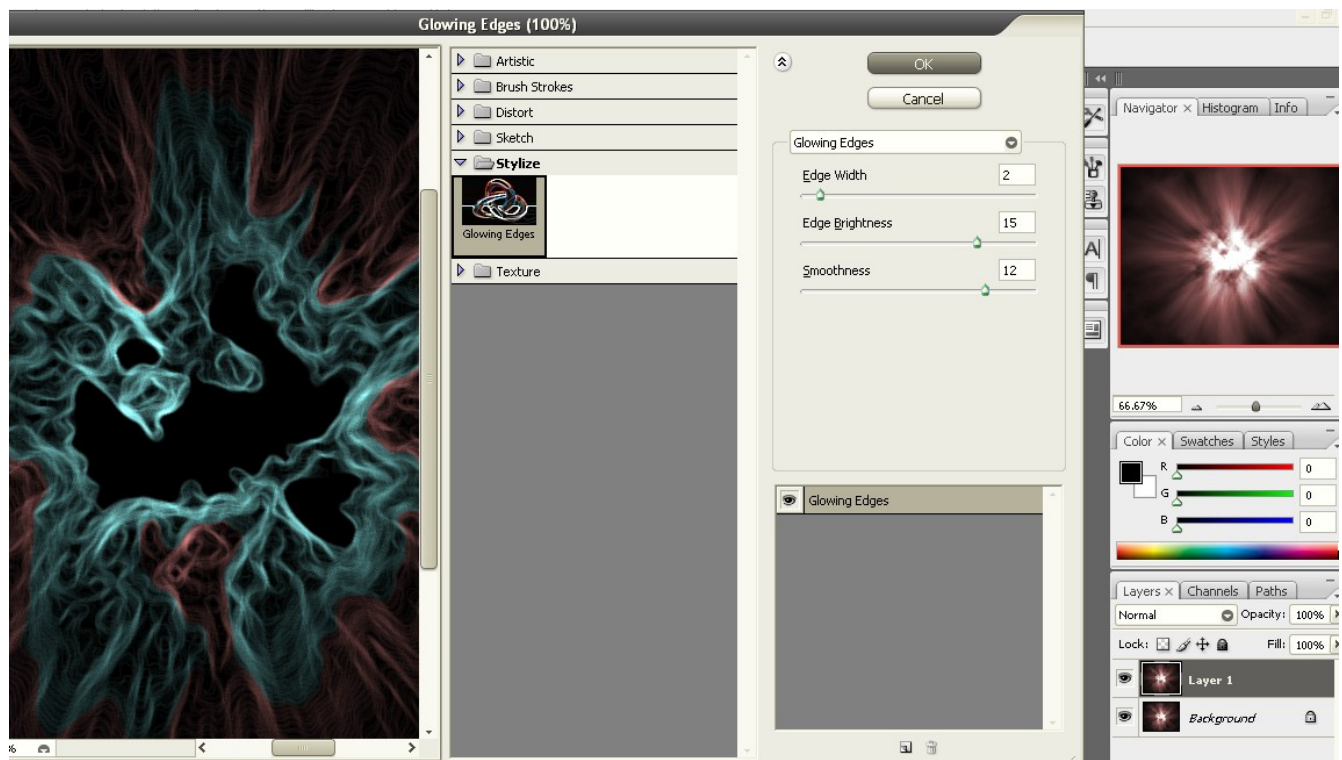 Glowing Edges (100%)
Artistic
Brush Strokes
Distort
Sketch
Stylize
Glowing Edges
Texture
OK
Cancel
Glowing Edges
Edge Width 2
Edge Brightness 15
Smoothness 12
Glowing Edges
Navigator × Histogram Info
66.67%
Color × Swatches Styles
R 0
G 0
B 0
Layers × Channels Paths
Normal Opacity: 100%
Lock: Fill: 100%
Layer 1
Background